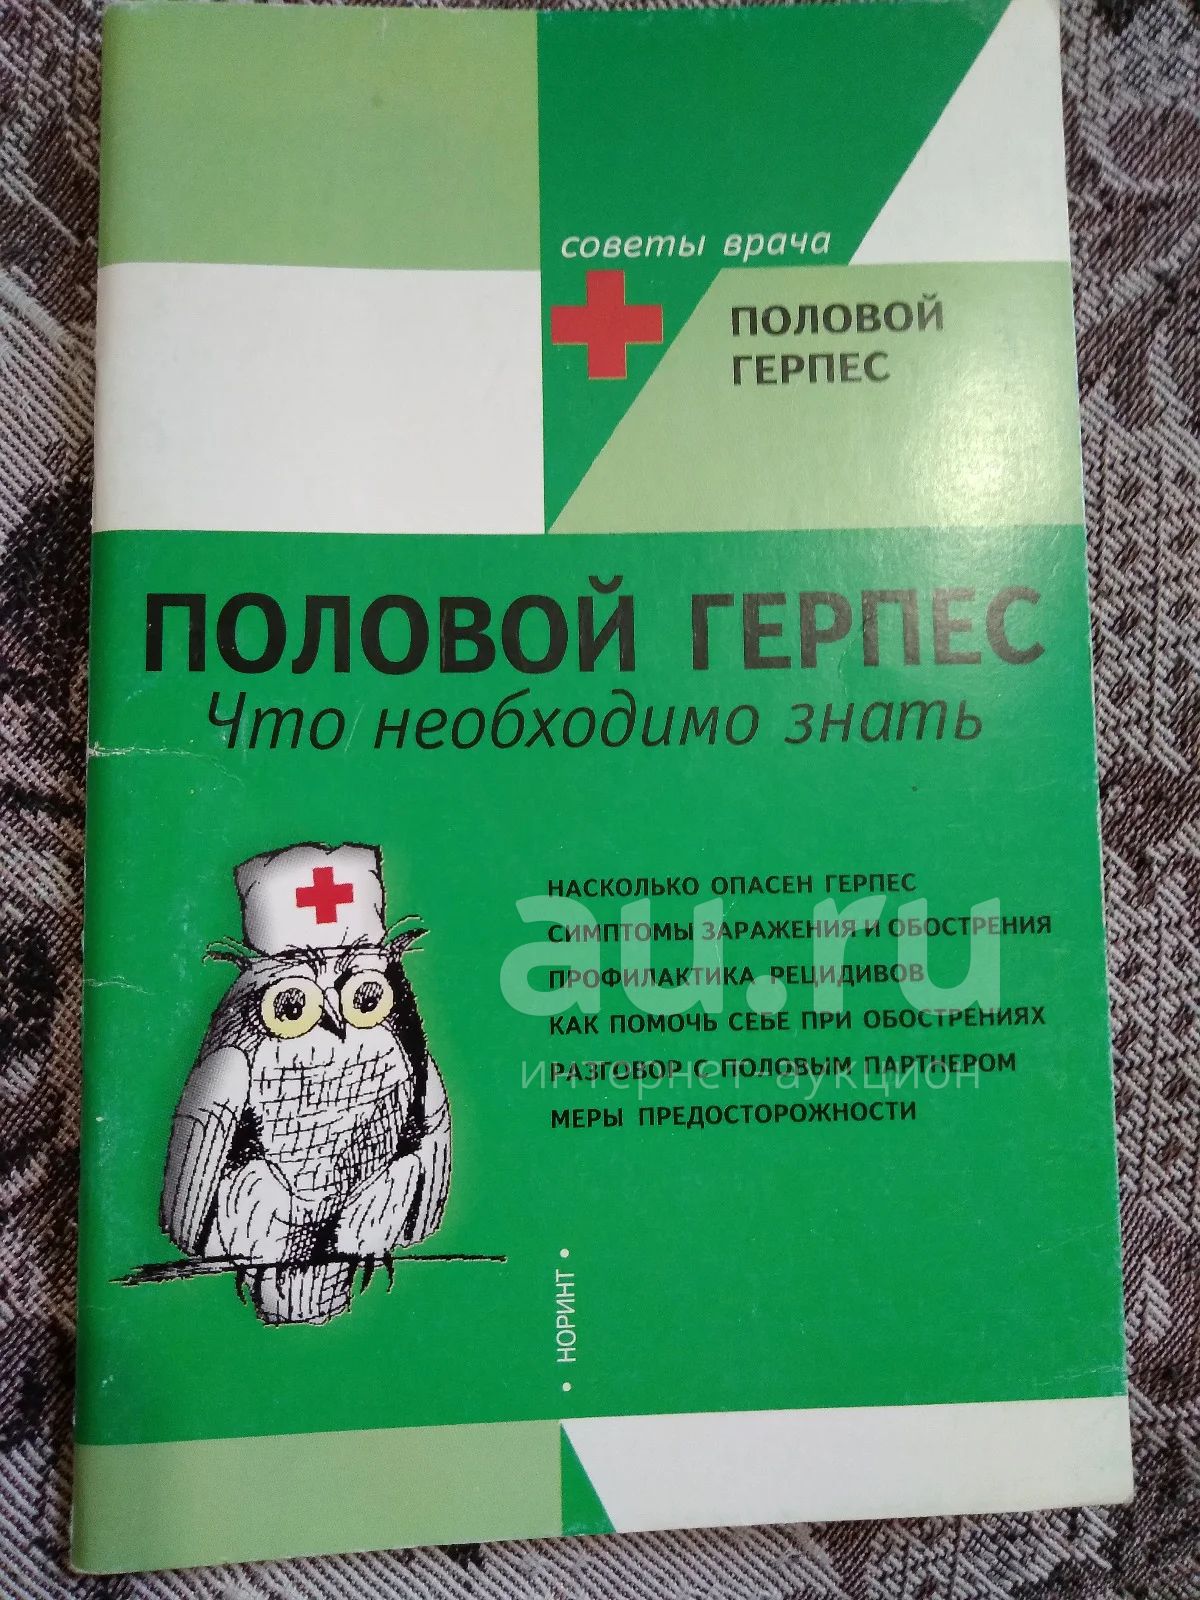 советы врача
ПОЛОВОЙ
ГЕРПЕС
ПОЛОВОЙ ГЕРПЕС
Что необходимо знать
НАСКОЛЬКО ОПАСЕН ГЕРПЕС
СИМПТОМЫ ЗАРАЖЕНИЯ И ОБОСТРЕНИЯ
ПРОФИЛАКТИКА РЕЦИДИВОВ
КАК ПОМОЧЬ СЕБЕ ПРИ ОБОСТРЕНИЯХ
РАЗГОВОР С ПОЛОВЫМ ПАРТНЕРОМ
МЕРЫ ПРЕДОСТОРОЖНОСТИ
au.ru
интернет-аукцион
• НОРИНТ •